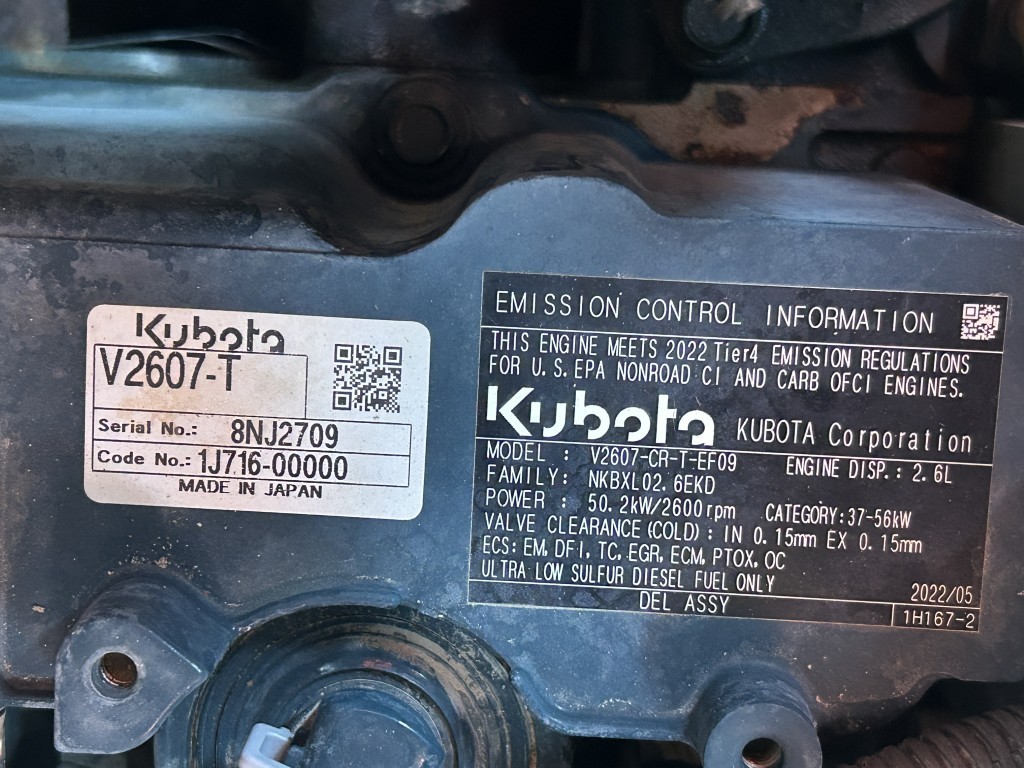 Kubota
V2607-T
Serial No.: 8NJ2709
Code No.: 1J716-00000
MADE IN JAPAN
EMISSION CONTROL INFORMATION
THIS ENGINE MEETS 2022 Tier4 EMISSION REGULATIONS
FOR U.S. EPA NONROAD CI AND CARB OFCI ENGINES.
Kubota KUBOTA Corporation
MODEL : V2607-CR-T-EF09 ENGINE DISP.: 2.6L
FAMILY: NKBXL02.6EKD
POWER : 50.2kW/2600rpm CATEGORY:37-56kW
VALVE CLEARANCE(COLD): IN 0.15mm EX 0.15mm
ECS: EM, DFI, TC, EGR, ECM, PTOX, OC
ULTRA LOW SULFUR DIESEL FUEL ONLY 2022/05
DEL ASSY 1H167-2